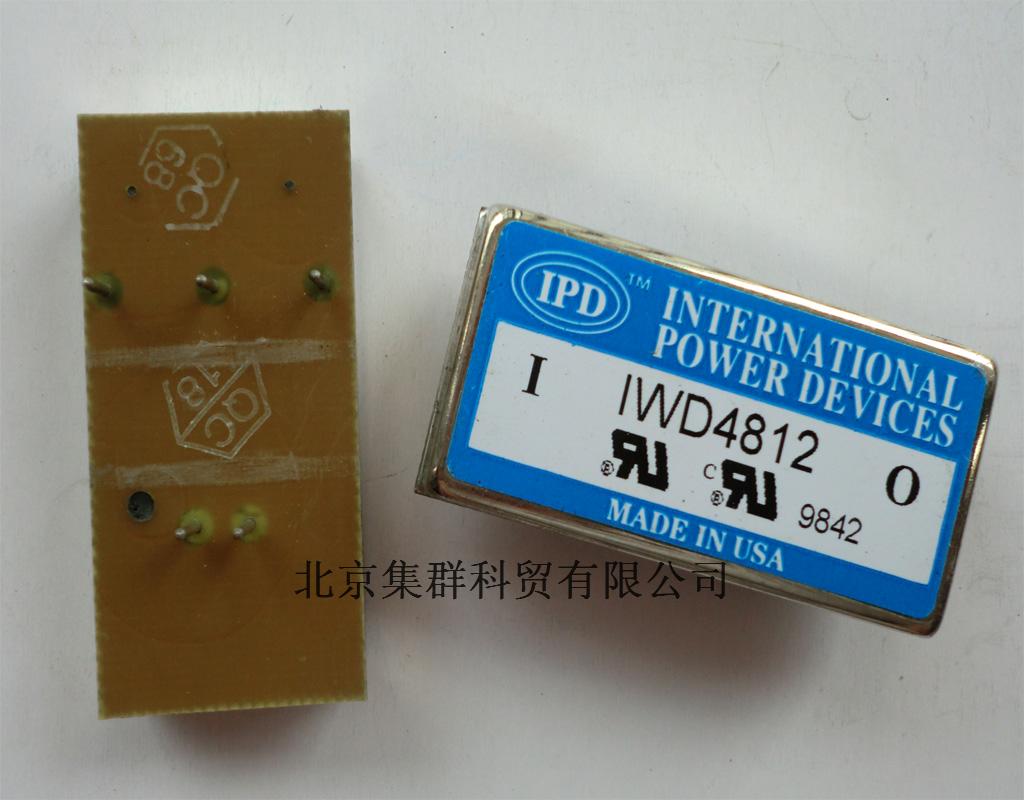 QC
89
QC
18
IPD
TM
INTERNATIONAL
POWER DEVICES
I
IWD4812
O
C
9842
MADE IN USA
北京集群科贸有限公司